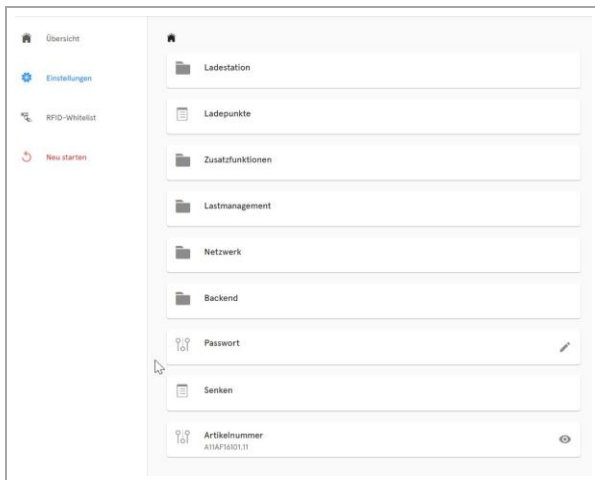 Übersicht
Einstellungen
RFID-Whitelist
Neu starten
Ladestation
Ladepunkte
Zusatzfunktionen
Lastmanagement
Netzwerk
Backend
Passwort
Senken
Artikelnummer
A11AF16101.11